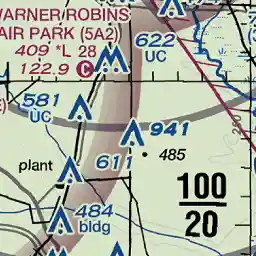 WARNER ROBINS
AIR PARK (5A2)
409 *L 28
122.9 C
622
UC
581
UC
941
611
485
plant
100
20
484
bldg